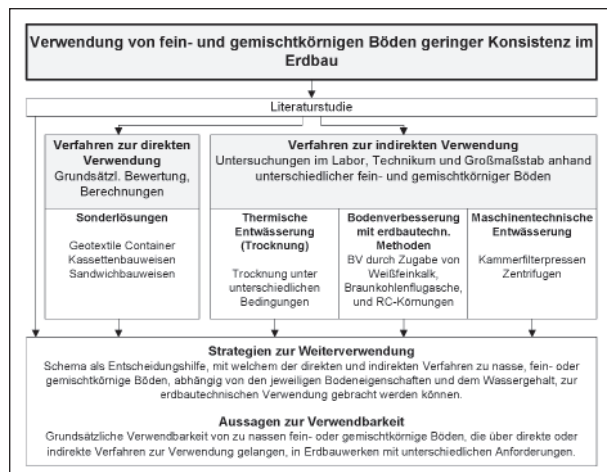 Verwendung von fein- und gemischtkörnigen Böden geringer Konsistenz im
Erdbau
Literaturstudie
Verfahren zur direkten
Verwendung
Grundsätzl. Bewertung,
Berechnungen
Verfahren zur indirekten Verwendung
Untersuchungen im Labor, Technikum und Großmaßstab anhand
unterschiedlicher fein- und gemischtkörniger Böden
Sonderlösungen
Geotextile Container
Kassettenbauweisen
Sandwichbauweisen
Thermische
Entwässerung
(Trocknung)
Trocknung unter
unterschiedlichen
Bedingungen
Bodenverbesserung
mit erdbautechn.
Methoden
BV durch Zugabe von
Weißfeinkalk,
Braunkohlenflugasche,
und RC-Körnungen
Maschinentechnische
Entwässerung
Kammerfilterpressen
Zentrifugen
Strategien zur Weiterverwendung
Schema als Entscheidungshilfe, mit welchem der direkten und indirekten Verfahren zu nasse, fein- oder
gemischtkörnige Böden, abhängig von den jeweiligen Bodeneigenschaften und dem Wassergehalt, zur
erdbautechnischen Verwendung gebracht werden können.
Aussagen zur Verwendbarkeit
Grundsätzliche Verwendbarkeit von zu nassen fein- oder gemischtkörnige Böden, die über direkte oder
indirekte Verfahren zur Verwendung gelangen, in Erdbauwerken mit unterschiedlichen Anforderungen.